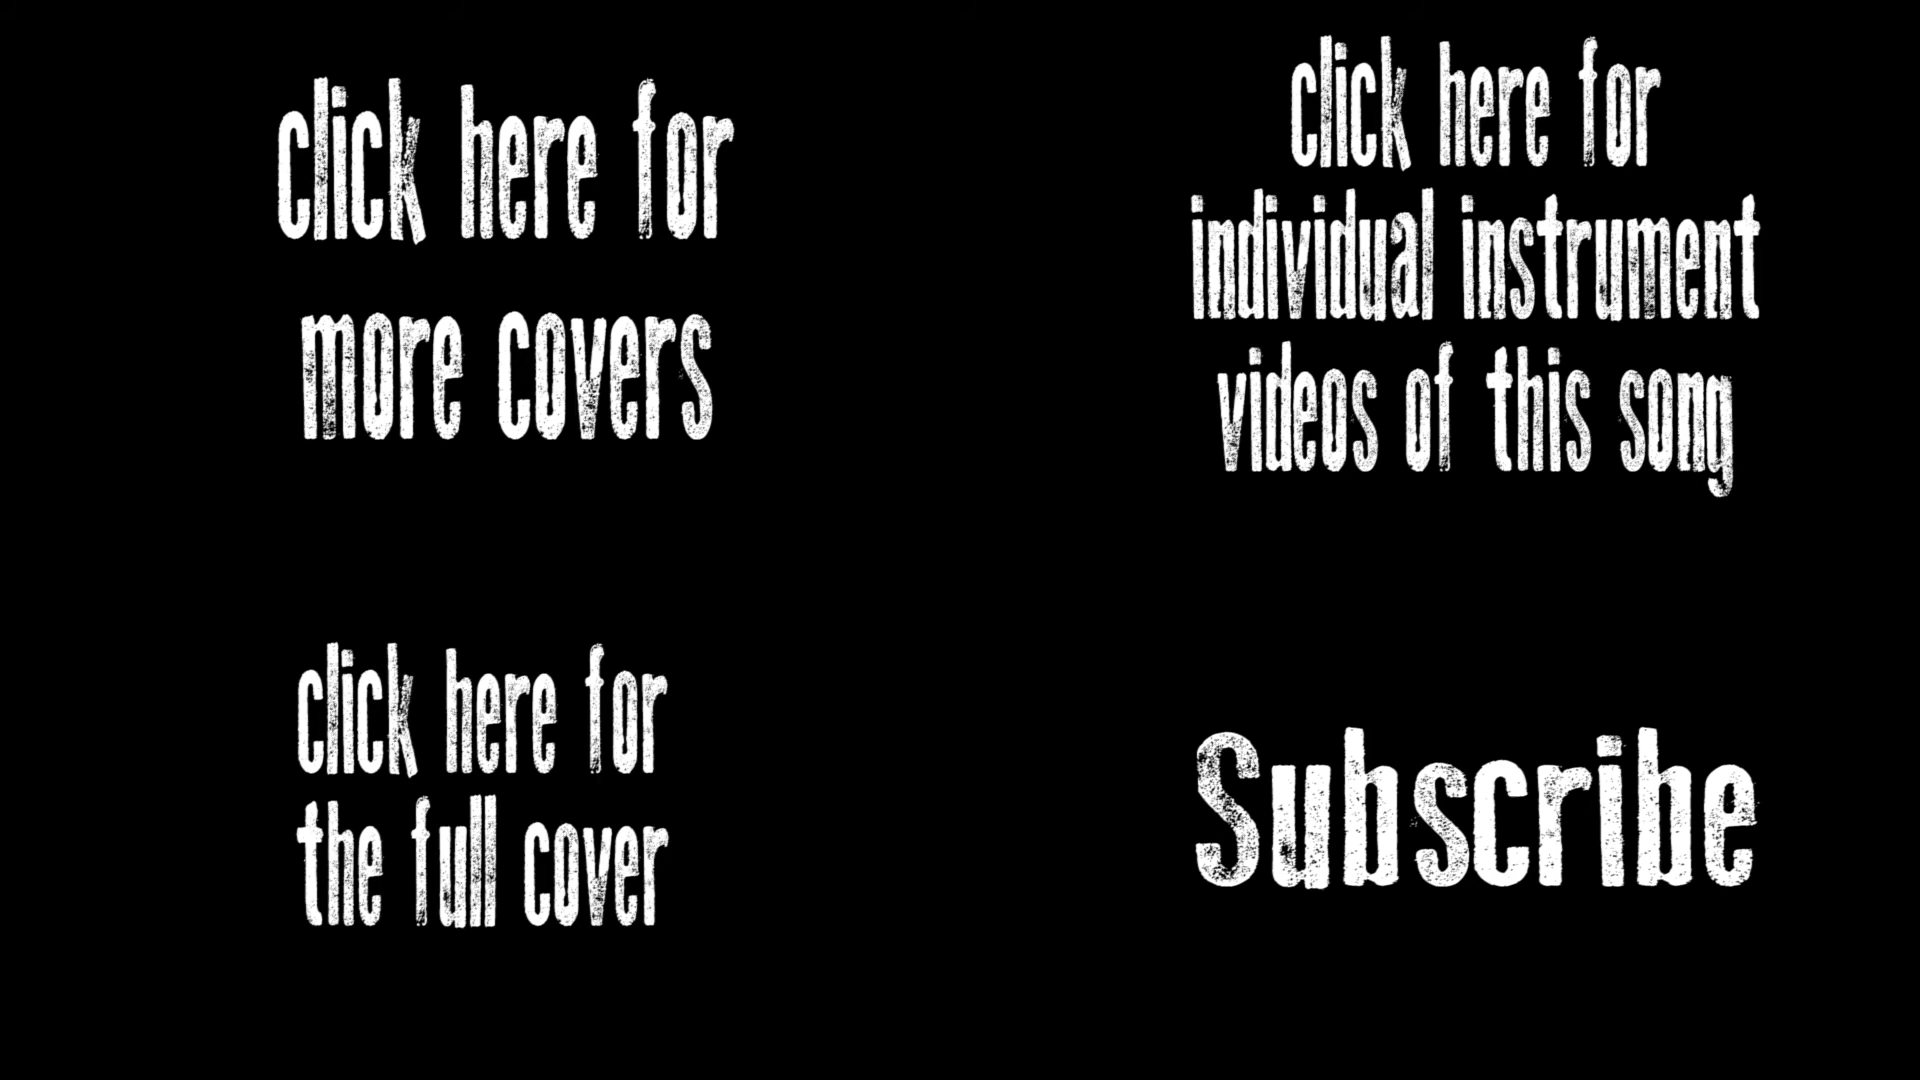 click here for
more covers
click here for
individual instrument
videos of this song
click here for
the full cover
Subscribe